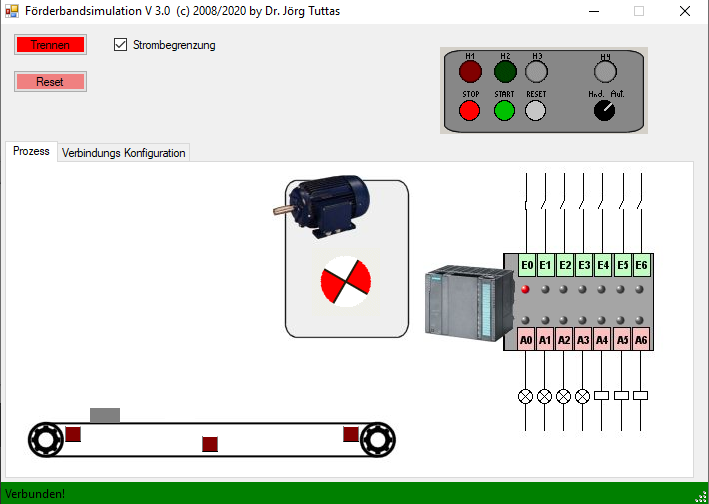 Förderbandsimulation V 3.0 (c) 2008/2020 by Dr. Jörg Tuttas
Trennen
Strombegrenzung
Reset
H1 H2 H3 H4
STOP START RESET Hnd. Aut.
Prozess
Verbindungs Konfiguration
E0 E1 E2 E3 E4 E5 E6
A0 A1 A2 A3 A4 A5 A6
Verbunden!